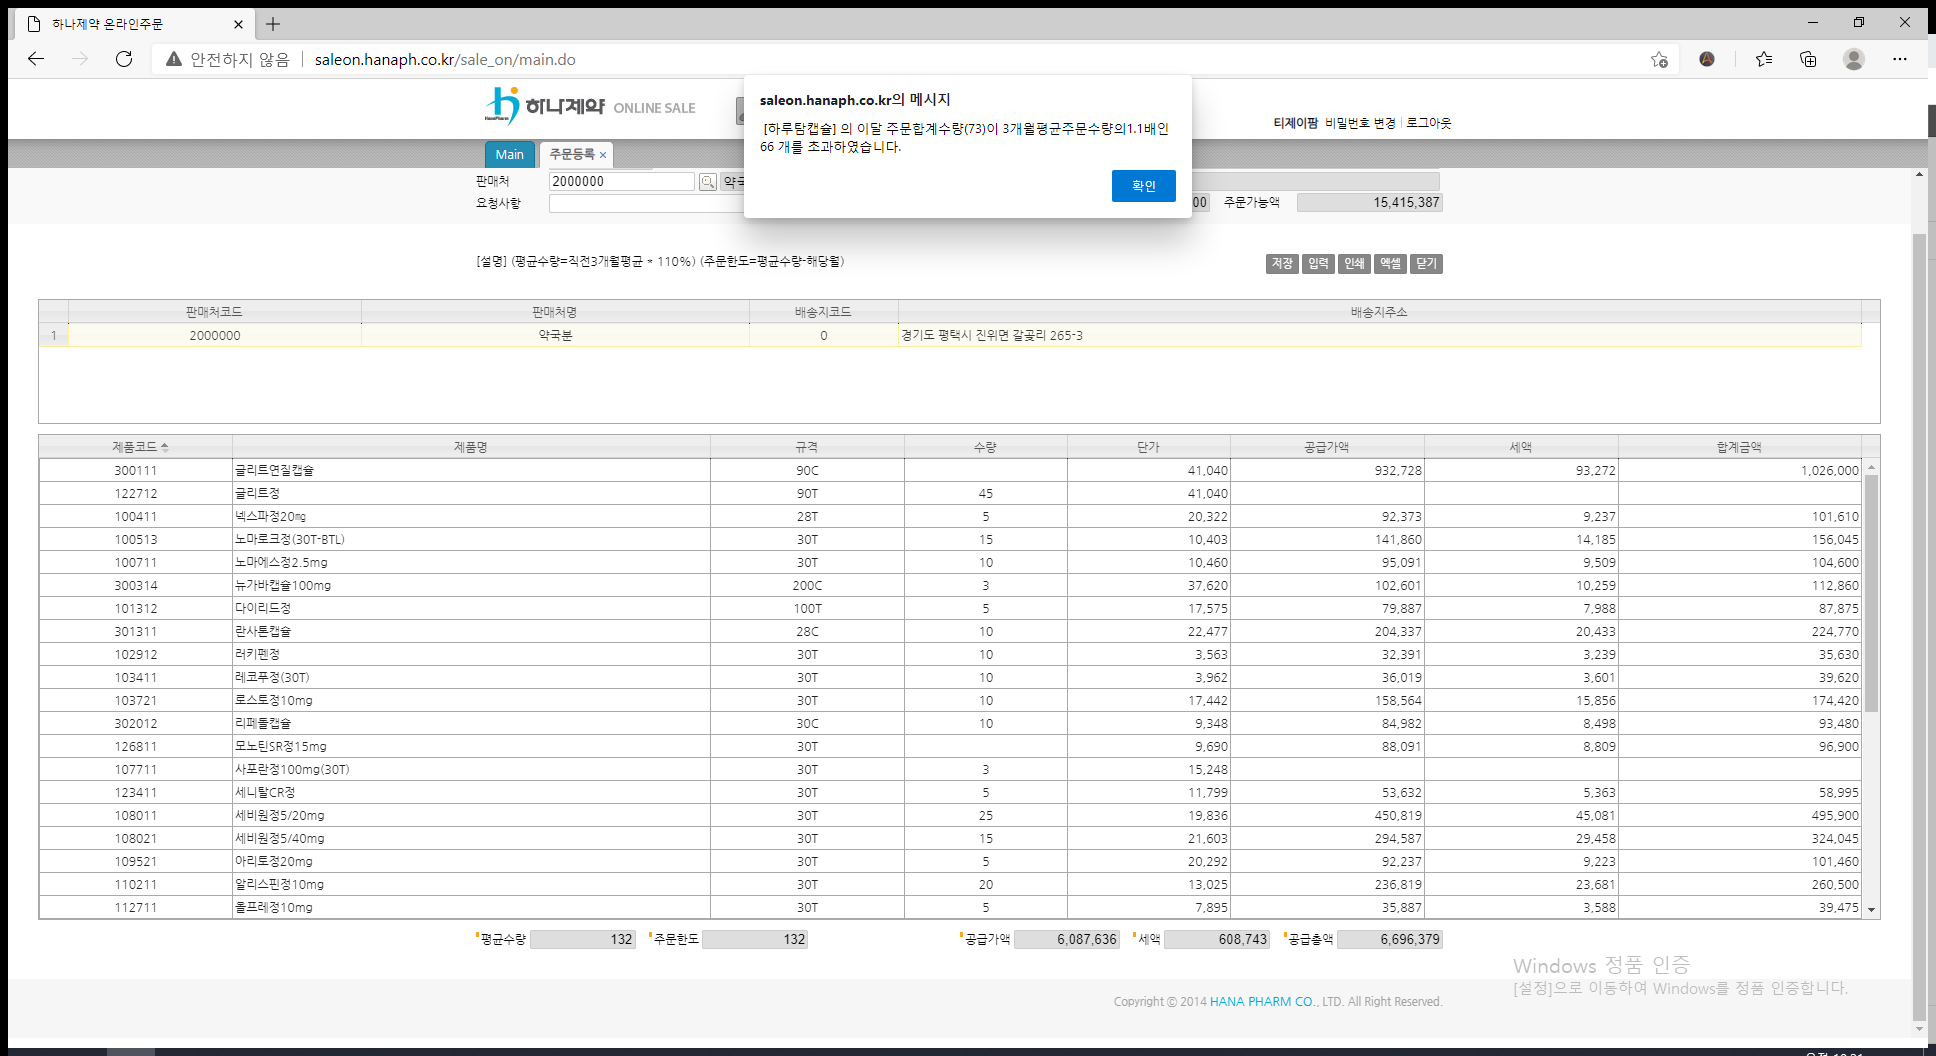 하나제약 온라인주문
안전하지 않음 saleon.hanaph.co.kr/sale_on/main.do
HanaPharm 하나제약 ONLINE SALE
티제이팜 비밀번호 변경 로그아웃
saleon.hanaph.co.kr의 메시지
[하루탐캡슐] 의 이달 주문합계수량(73)이 3개월평균주문수량의1.1배인
66 개를 초과하였습니다.
확인
Main 주문등록
판매처 2000000 약국
요청사항 00 주문가능액 15,415,387
[설명] (평균수량=직전3개월평균 * 110%) (주문한도=평균수량-해당월) 저장 입력 인쇄 엑셀 닫기
판매처코드 판매처명 배송지코드 배송지주소
1 2000000 약국분 0 경기도 평택시 진위면 갈곶리 265-3
제품코드 제품명 규격 수량 단가 공급가액 세액 합계금액
300111 글리트연질캡슐 90C 41,040 932,728 93,272 1,026,000
122712 글리트정 90T 45 41,040
100411 넥스파정20㎎ 28T 5 20,322 92,373 9,237 101,610
100513 노마로크정(30T-BTL) 30T 15 10,403 141,860 14,185 156,045
100711 노마에스정2.5mg 30T 10 10,460 95,091 9,509 104,600
300314 뉴가바캡슐100mg 200C 3 37,620 102,601 10,259 112,860
101312 다이리드정 100T 5 17,575 79,887 7,988 87,875
301311 란사톤캡슐 28C 10 22,477 204,337 20,433 224,770
102912 러키펜정 30T 10 3,563 32,391 3,239 35,630
103411 레코푸정(30T) 30T 10 3,962 36,019 3,601 39,620
103721 로스토정10mg 30T 10 17,442 158,564 15,856 174,420
302012 리페돌캡슐 30C 10 9,348 84,982 8,498 93,480
126811 모노틴SR정15mg 30T 9,690 88,091 8,809 96,900
107711 사포란정100mg(30T) 30T 3 15,248
123411 세니탈CR정 30T 5 11,799 53,632 5,363 58,995
108011 세비원정5/20mg 30T 25 19,836 450,819 45,081 495,900
108021 세비원정5/40mg 30T 15 21,603 294,587 29,458 324,045
109521 아리토정20mg 30T 5 20,292 92,237 9,223 101,460
110211 알리스핀정10mg 30T 20 13,025 236,819 23,681 260,500
112711 돌프레정10mg 30T 5 7,895 35,887 3,588 39,475
평균수량 132 주문한도 132 공급가액 6,087,636 세액 608,743 공급총액 6,696,379
Windows 정품 인증
[설정]으로 이동하여 Windows를 정품 인증합니다.
Copyright © 2014 HANA PHARM CO., LTD. All Right Reserved.